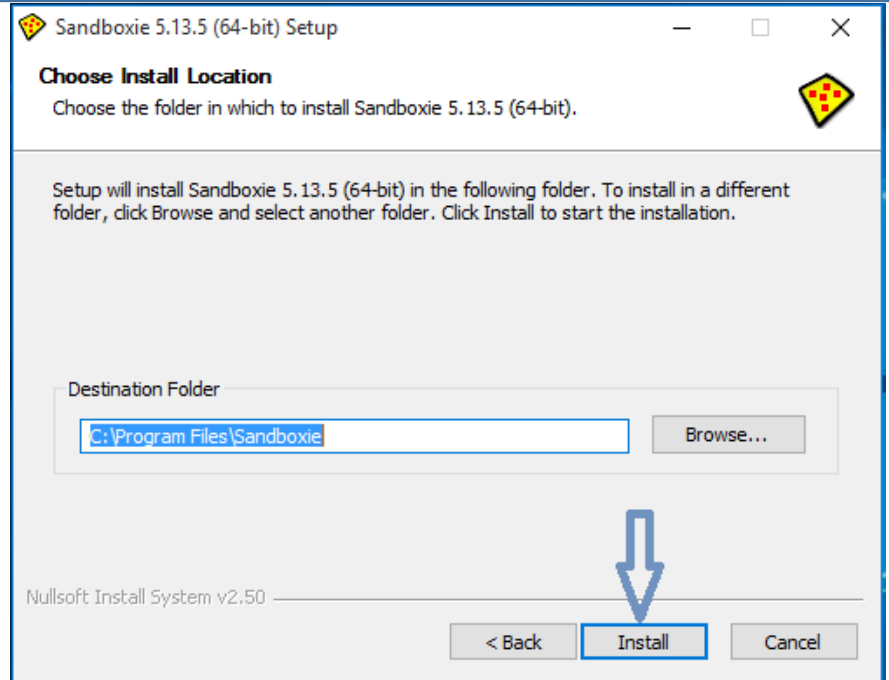 Sandboxie 5.13.5 (64-bit) Setup
Choose Install Location
Choose the folder in which to install Sandboxie 5.13.5 (64-bit).
Setup will install Sandboxie 5.13.5 (64-bit) in the following folder. To install in a different
folder, click Browse and select another folder. Click Install to start the installation.
Destination Folder
C:\Program Files\Sandboxie
Browse...
Nullsoft Install System v2.50
< Back
Install
Cancel